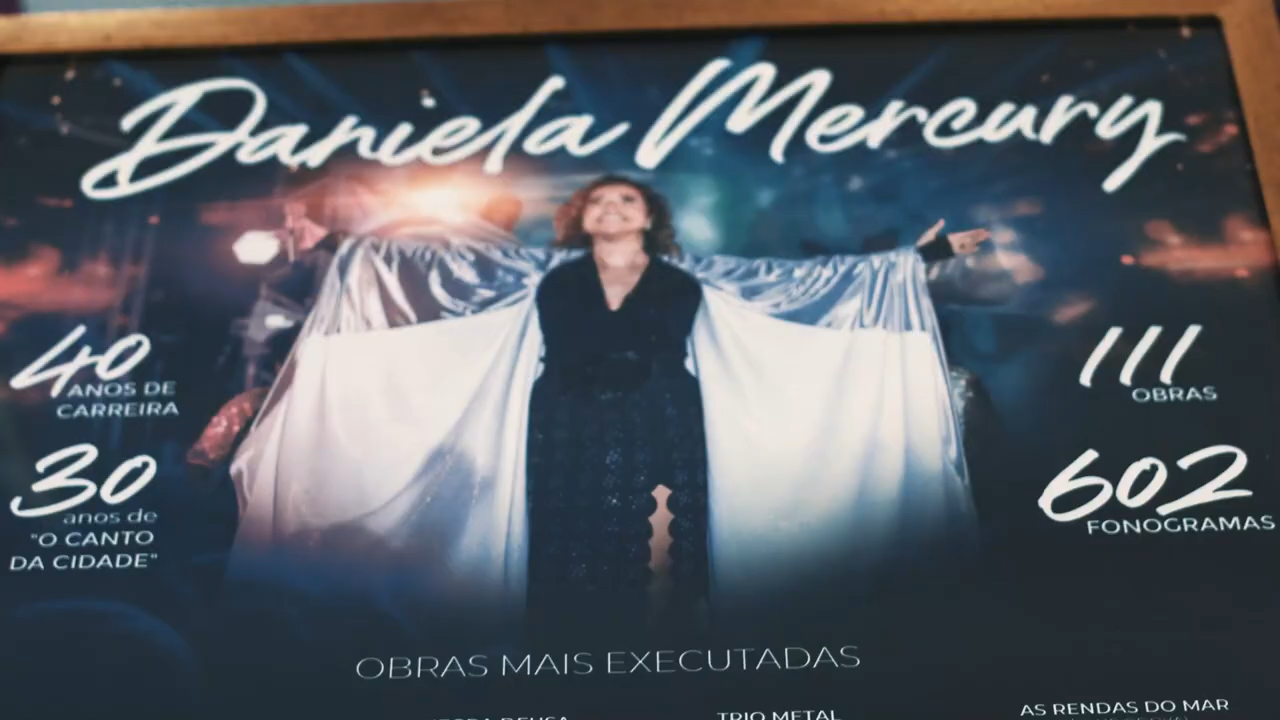 Daniela Mercury
40
ANOS DE
CARREIRA
30
anos de
"O CANTO
DA CIDADE"
111
OBRAS
602
FONOGRAMAS
OBRAS MAIS EXECUTADAS
TRIO METAL
AS RENDAS DO MAR